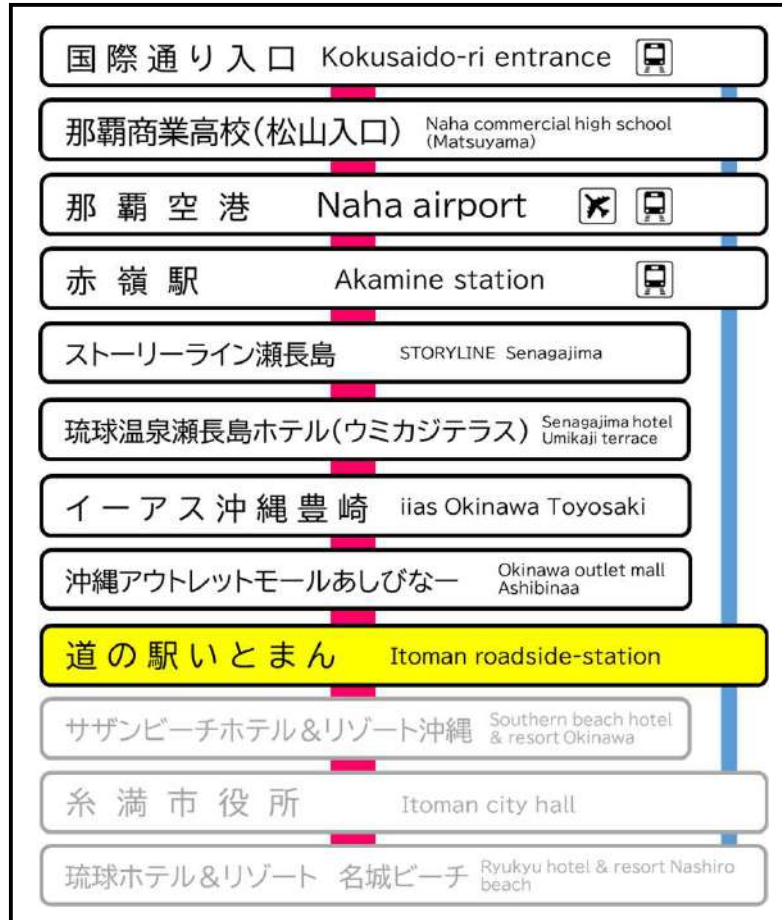 国際通り入口 Kokusaido-ri entrance
那覇商業高校(松山入口) Naha commercial high school
(Matsuyama)
那覇空港 Naha airport
赤嶺駅 Akamine station
ストーリーライン瀬長島 STORYLINE Senagajima
琉球温泉瀬長島ホテル(ウミカジテラス) Senagajima hotel
Umikaji terrace
イーアス沖縄豊崎 iias Okinawa Toyosaki
沖縄アウトレットモールあしびなー Okinawa outlet mall
Ashibinaa
道の駅いとまん Itoman roadside-station
サザンビーチホテル&リゾート沖縄 Southern beach hotel
& resort Okinawa
糸満市役所 Itoman city hall
琉球ホテル&リゾート 名城ビーチ Ryukyu hotel & resort Nashiro
beach